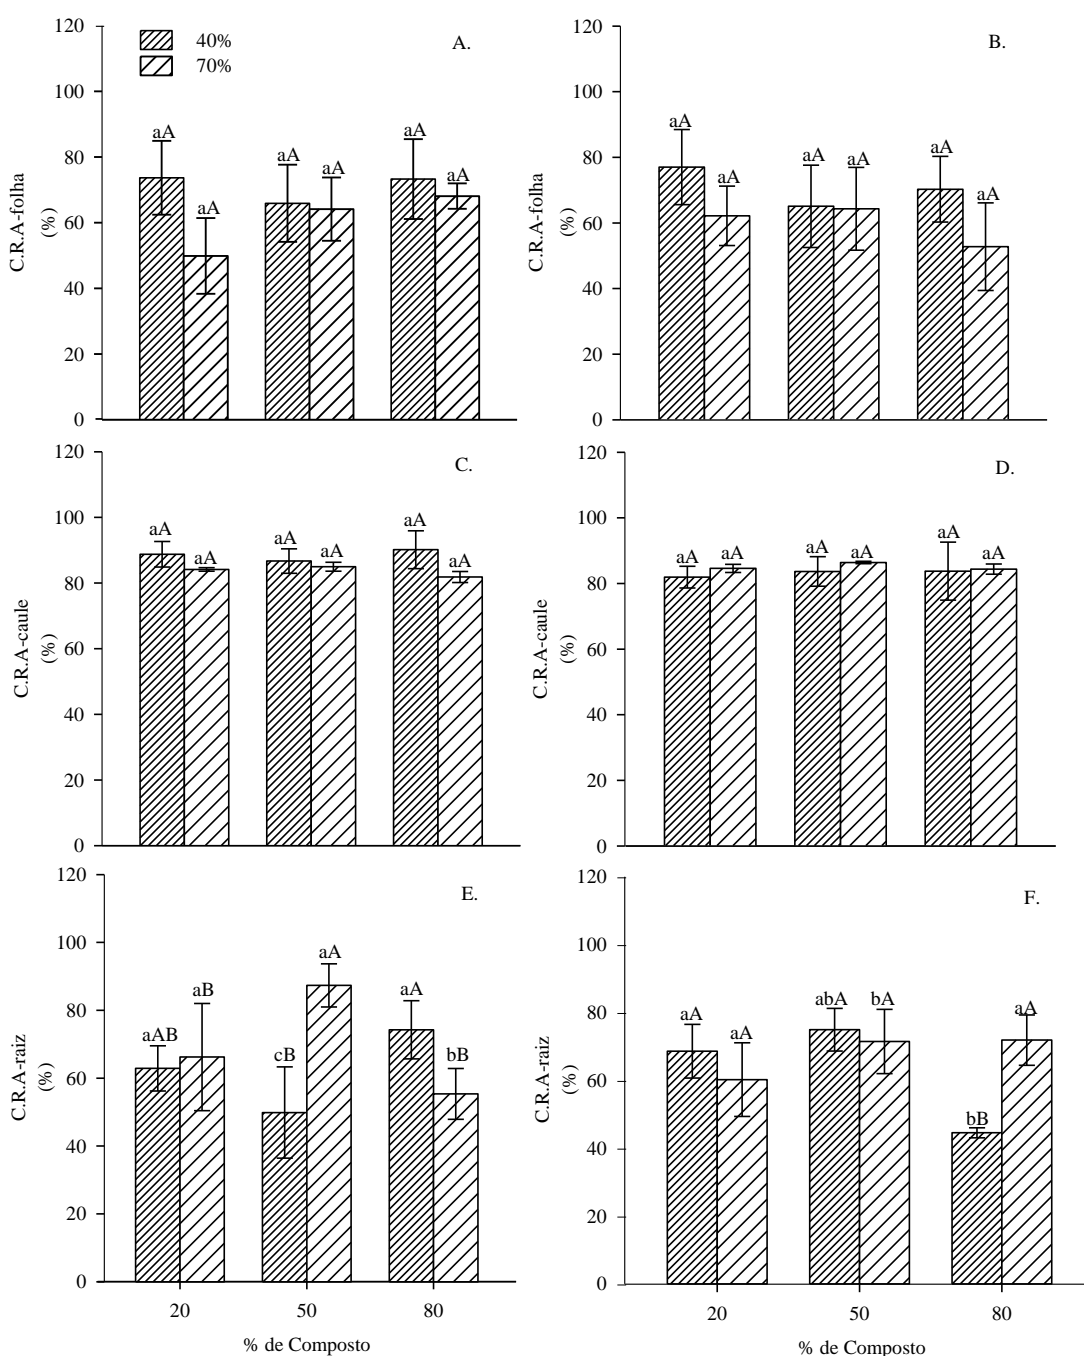 40%
70%
A.
120
100
80
60
40
20
0
C.R.A-folha
(%)
aA
aA
aA
aA
aA
aA
B.
120
100
80
60
40
20
0
C.R.A-folha
(%)
aA
aA
aA
aA
aA
aA
C.
120
100
80
60
40
20
0
C.R.A-caule
(%)
aA
aA
aA
aA
aA
aA
D.
120
100
80
60
40
20
0
C.R.A-caule
(%)
aA
aA
aA
aA
aA
aA
E.
120
100
80
60
40
20
0
C.R.A-raiz
(%)
aAB
aB
cB
aA
aA
bB
20
50
80
% de Composto
F.
120
100
80
60
40
20
0
C.R.A-raiz
(%)
aA
aA
abA
bA
bB
aA
20
50
80
% de Composto